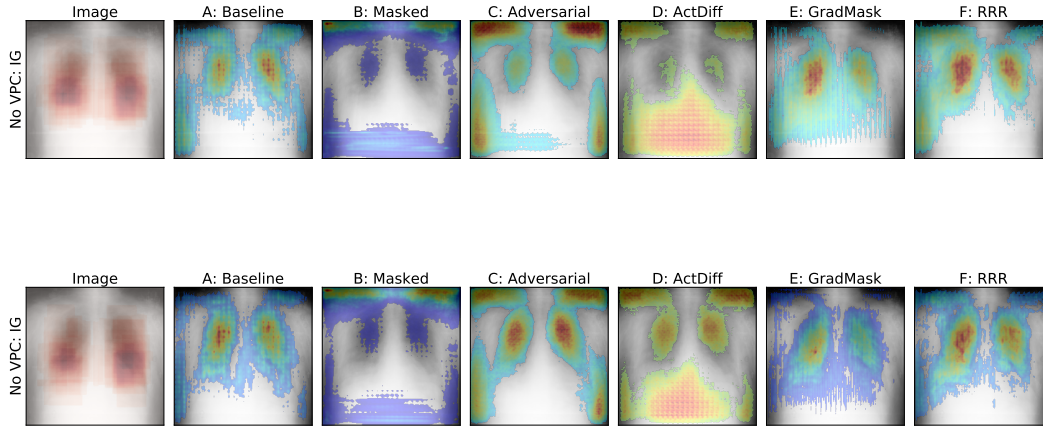 Image A: Baseline B: Masked C: Adversarial D: ActDiff E: GradMask F: RRR
No VPC: IG
Image A: Baseline B: Masked C: Adversarial D: ActDiff E: GradMask F: RRR
No VPC: IG